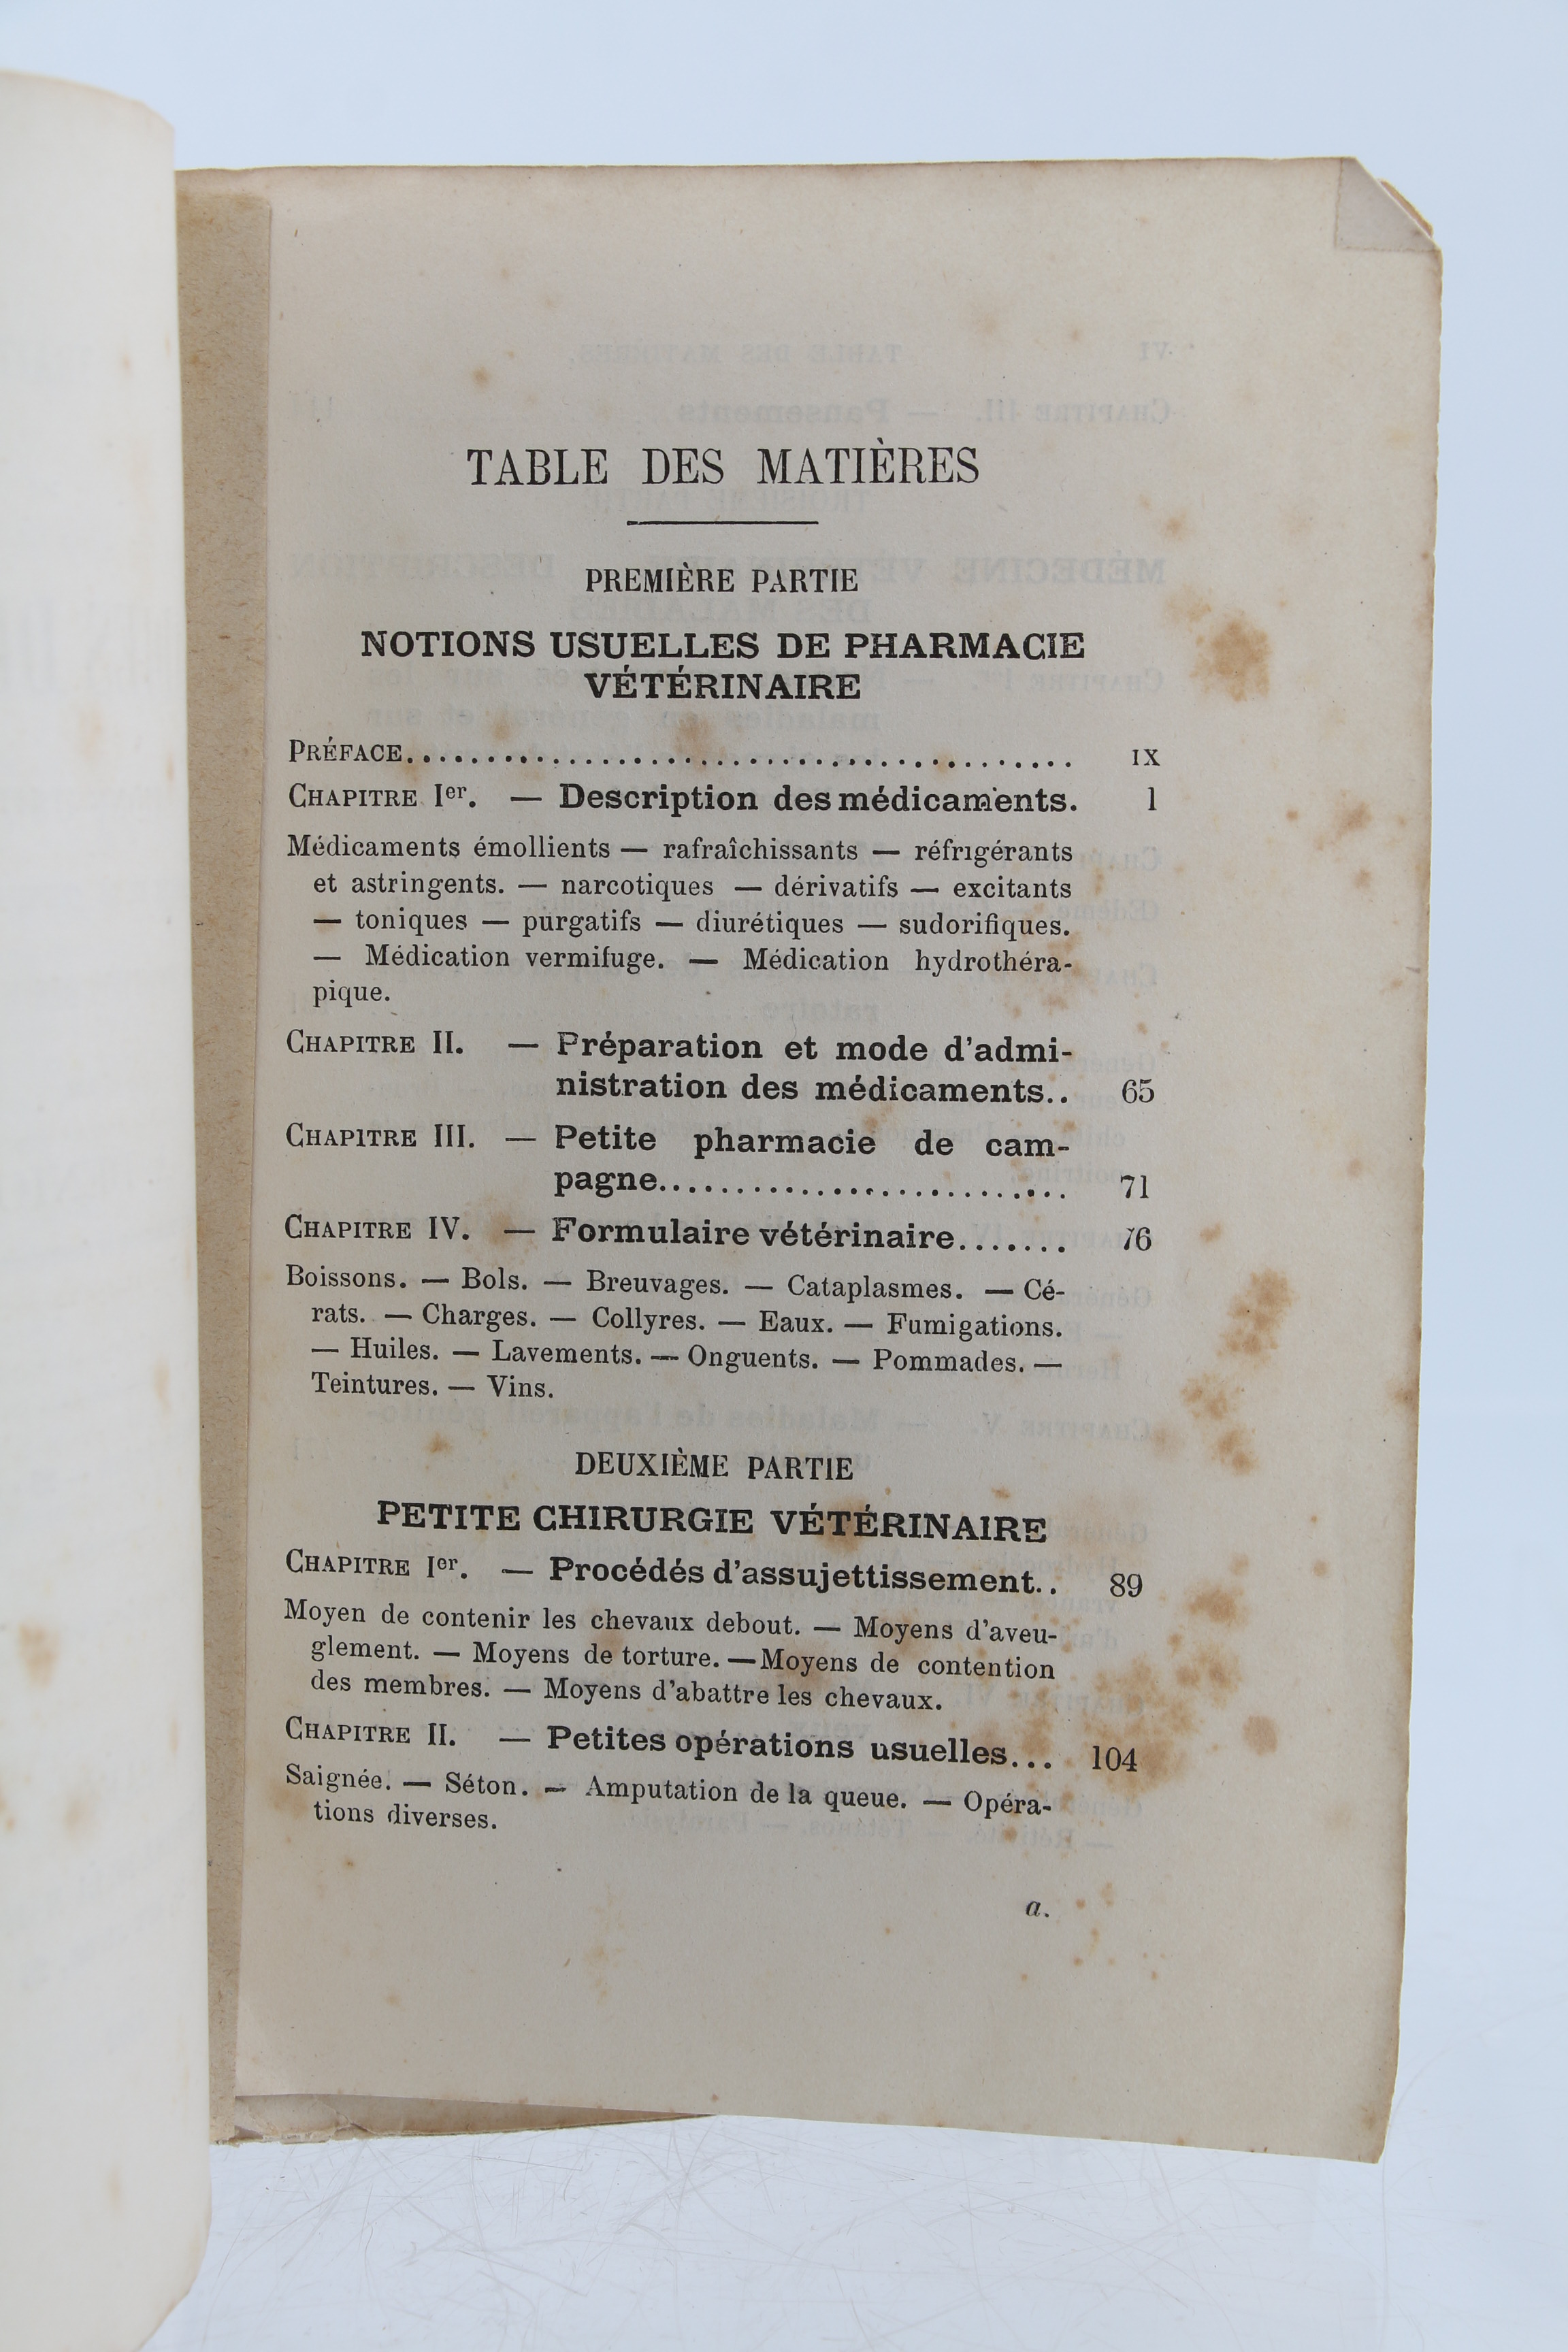 TABLE DES MATIÈRES
PREMIÈRE PARTIE
NOTIONS USUELLES DE PHARMACIE
VÉTÉRINAIRE
PRÉFACE........................................ IX
CHAPITRE Ier. — Description des médicaments. 1
Médicaments émollients — rafraîchissants — réfrigérants
et astringents. — narcotiques — dérivatifs — excitants
— toniques — purgatifs — diurétiques — sudorifiques.
— Médication vermifuge. — Médication hydrothéra-
pique.
CHAPITRE II. — Préparation et mode d'admi-
nistration des médicaments.. 65
CHAPITRE III. — Petite pharmacie de cam-
pagne........................... 71
CHAPITRE IV. — Formulaire vétérinaire....... 76
Boissons. — Bols. — Breuvages. — Cataplasmes. — Cé-
rats. — Charges. — Collyres. — Eaux. — Fumigations.
— Huiles. — Lavements. — Onguents. — Pommades. —
Teintures. — Vins.
DEUXIÈME PARTIE
PETITE CHIRURGIE VÉTÉRINAIRE
CHAPITRE Ier. — Procédés d'assujettissement.. 89
Moyen de contenir les chevaux debout. — Moyens d'aveu-
glement. — Moyens de torture. — Moyens de contention
des membres. — Moyens d'abattre les chevaux.
CHAPITRE II. — Petites opérations usuelles... 104
Saignée. — Séton. — Amputation de la queue. — Opéra-
tions diverses.
a.